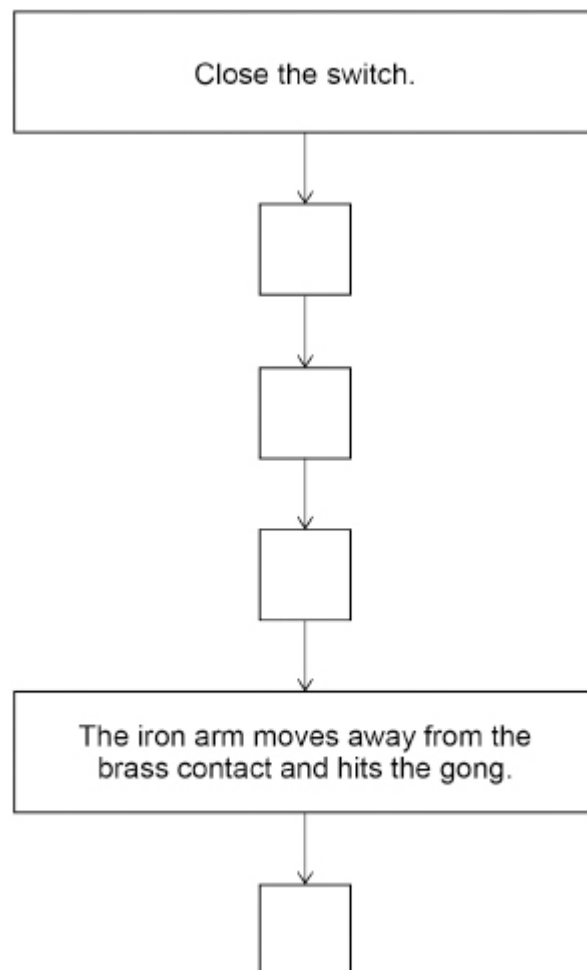 Close the switch.
The iron arm moves away from the
brass contact and hits the gong.